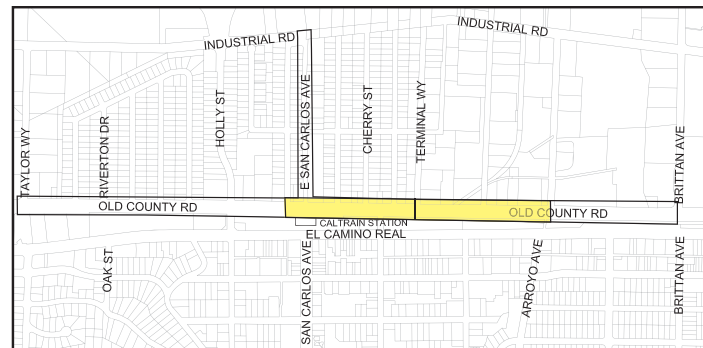 INDUSTRIAL RD
INDUSTRIAL RD
TAYLOR WY
RIVERTON DR
HOLLY ST
E SAN CARLOS AVE
CHERRY ST
TERMINAL WY
BRITTAN AVE
OLD COUNTY RD
OLD COUNTY RD
CALTRAIN STATION
EL CAMINO REAL
OAK ST
SAN CARLOS AVE
ARROYO AVE
BRITTAN AVE